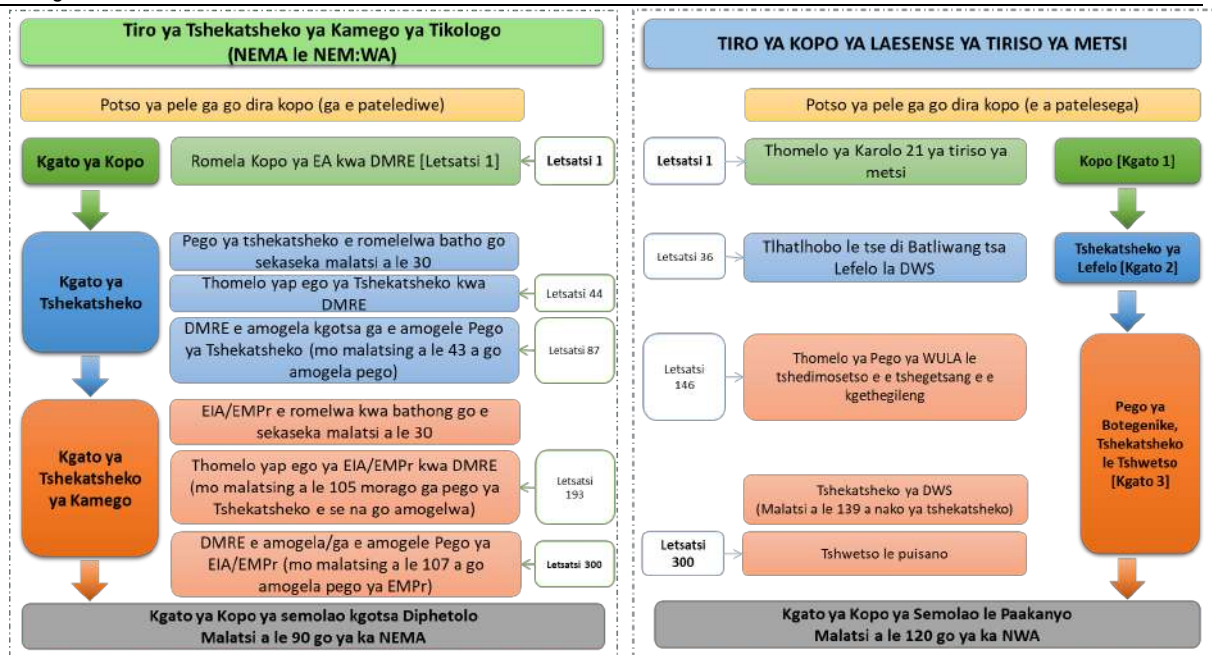 Tiro ya Tshekatsheko ya Kamego ya Tikologo
(NEMA le NEM:WA)
Potso ya pele ga go dira kopo (ga e patelediwe)
Kgato ya Kopo
Romela Kopo ya EA kwa DMRE [Letsatsi 1]
Letsatsi 1
Kgato ya
Tshekatsheko
Pego ya tshekatsheko e romelelwa batho go
sekaseka malatsi a le 30
Thomelo yap ego ya Tshekatsheko kwa
DMRE
Letsatsi 44
DMRE e amogela kgotsa ga e amogele Pego
ya Tshekatsheko (mo malatsing a le 43 a go
amogela pego)
Letsatsi 87
Kgato ya
Tshekatsheko
ya Kamego
EIA/EMPr e romelwa kwa bathong go e
sekaseka malatsi a le 30
Thomelo yap ego ya EIA/EMPr kwa DMRE
(mo malatsing a le 105 morago ga pego ya
Tshekatsheko e se na go amogelwa)
Letsatsi
193
DMRE e amogela/ga e amogele Pego ya
EIA/EMPr (mo malatsing a le 107 a go
amogela pego ya EMPr)
Letsatsi 300
Kgato ya Kopo ya semolao kgotsa Diphetolo
Malatsi a le 90 go ya ka NEMA
TIRO YA KOPO YA LAESENSE YA TIRISO YA METSI
Potso ya pele ga go dira kopo (e a patelesega)
Letsatsi 1
Thomelo ya Karolo 21 ya tiriso ya
metsi
Kopo [Kgato 1]
Letsatsi 36
Tlhatlhobo le tse di Batliwang tsa
Lefelo la DWS
Tshekatsheko ya
Lefelo [Kgato 2]
Letsatsi
146
Thomelo ya Pego ya WULA le
tshedimosetso e e tshegetsang e e
kgethegileng
Pego ya
Botegenike,
Tshekatsheko
le Tshwetso
[Kgato 3]
Tshekatsheko ya DWS
(Malatsi a le 139 a nako ya tshekatsheko)
Letsatsi
300
Tshwetso le puisano
Kgato ya Kopo ya Semolao le Paakanyo
Malatsi a le 120 go ya ka NWA